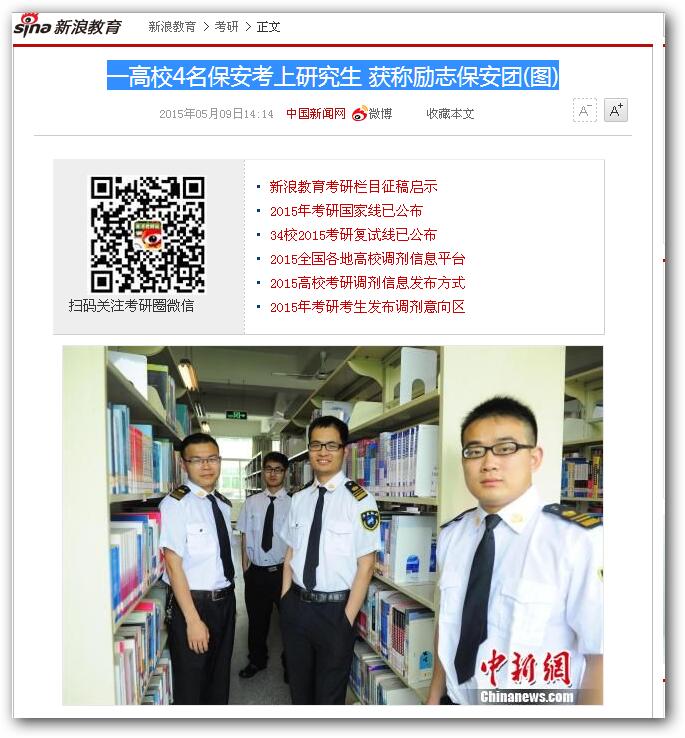 sina 新浪教育 新浪教育 > 考研 > 正文
一高校4名保安考上研究生 获称励志保安团(图)
2015年05月09日14:14 中国新闻网 微博 收藏本文 A- A+
新浪教育考研栏目征稿启示
2015年考研国家线已公布
34校2015考研复试线已公布
2015全国各地高校调剂信息平台
2015高校考研调剂信息发布方式
2015年考研考生发布调剂意向区
扫码关注考研圈微信
中新网
Chinanews.com